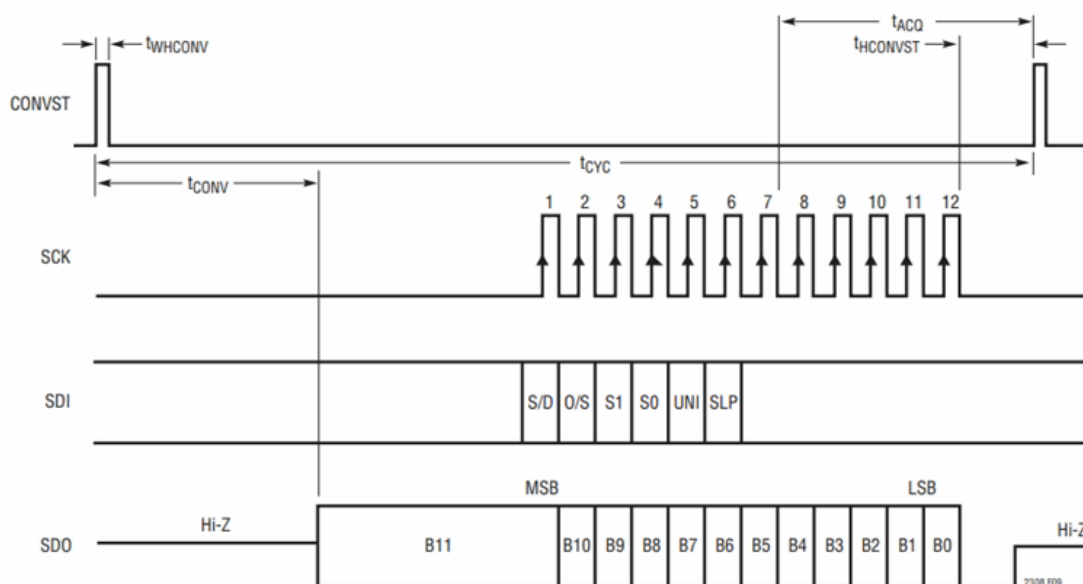 tACQ
tWHCONV
tHCONVST
CONVST
tCYC
tCONV
1 2 3 4 5 6 7 8 9 10 11 12
SCK
SDI
S/D O/S S1 S0 UNI SLP
MSB LSB
Hi-Z Hi-Z
SDO B11 B10 B9 B8 B7 B6 B5 B4 B3 B2 B1 B0
2308 F09